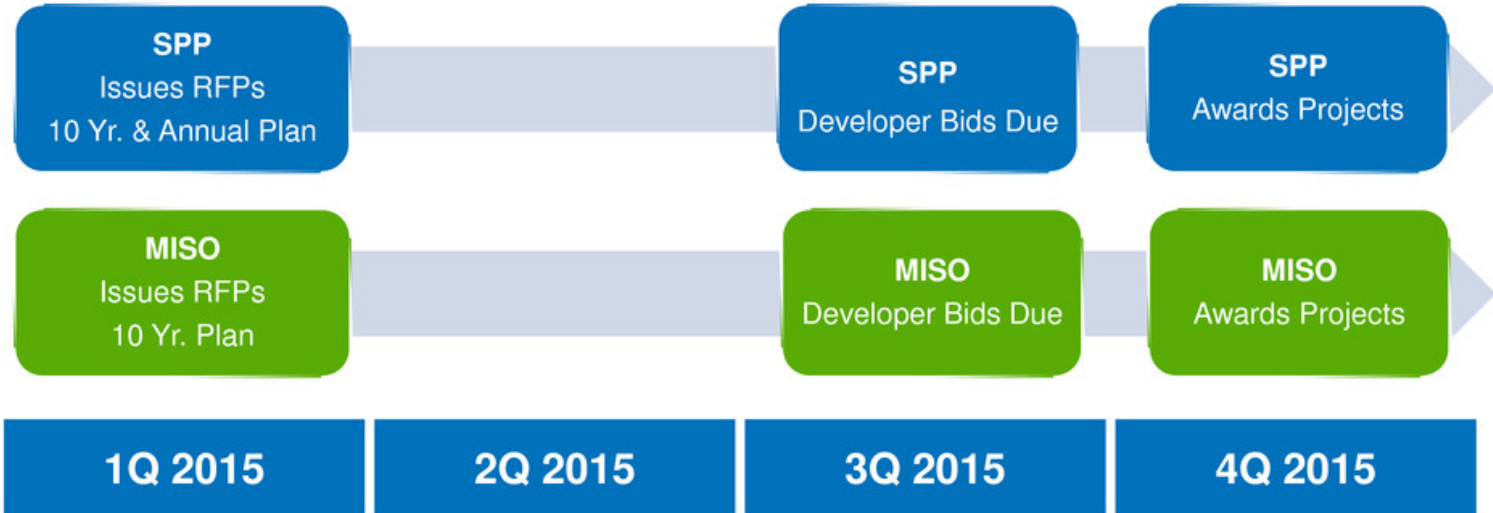 SPP
Issues RFPs
10 Yr. & Annual Plan
SPP
Developer Bids Due
SPP
Awards Projects
MISO
Issues RFPs
10 Yr. Plan
MISO
Developer Bids Due
MISO
Awards Projects
1Q 2015
2Q 2015
3Q 2015
4Q 2015